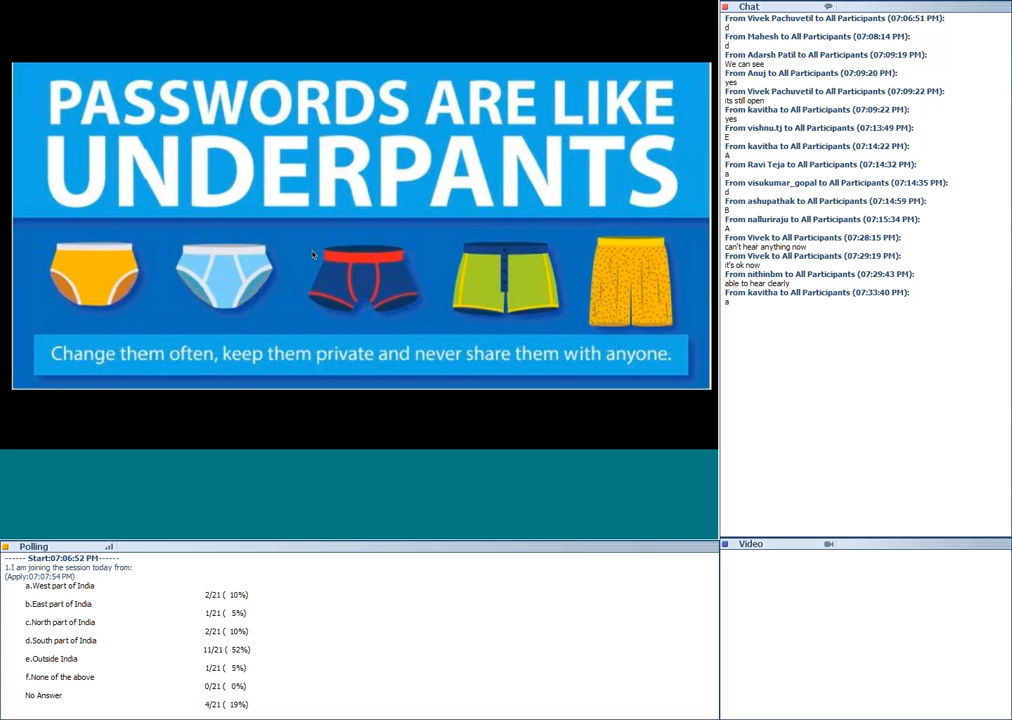 PASSWORDS ARE LIKE
UNDERPANTS
Change them often, keep them private and never share them with anyone.
Chat
From Vivek Pachuvetil to All Participants (07:06:51 PM):
d
From Mahesh to All Participants (07:08:14 PM):
d
From Adarsh Patil to All Participants (07:09:19 PM):
We can see
From Anuj to All Participants (07:09:20 PM):
yes
From Vivek Pachuvetil to All Participants (07:09:22 PM):
its still open
From kavitha to All Participants (07:09:22 PM):
yes
From vishnu.tj to All Participants (07:13:49 PM):
E
From kavitha to All Participants (07:14:22 PM):
A
From Ravi Teja to All Participants (07:14:32 PM):
a
From visukumar_gopal to All Participants (07:14:35 PM):
d
From ashupathak to All Participants (07:14:59 PM):
B
From nalluriraju to All Participants (07:15:34 PM):
A
From Vivek to All Participants (07:28:15 PM):
can't hear anything now
From Vivek to All Participants (07:29:19 PM):
it's ok now
From nithinbm to All Participants (07:29:43 PM):
able to hear clearly
From kavitha to All Participants (07:33:40 PM):
a
Polling
------ Start:07:06:52 PM------
1.I am joining the session today from:
(Apply:07:07:54 PM)
a.West part of India
2/21 ( 10%)
b.East part of India
1/21 ( 5%)
c.North part of India
2/21 ( 10%)
d.South part of India
11/21 ( 52%)
e.Outside India
1/21 ( 5%)
f.None of the above
0/21 ( 0%)
No Answer
4/21 ( 19%)
Video